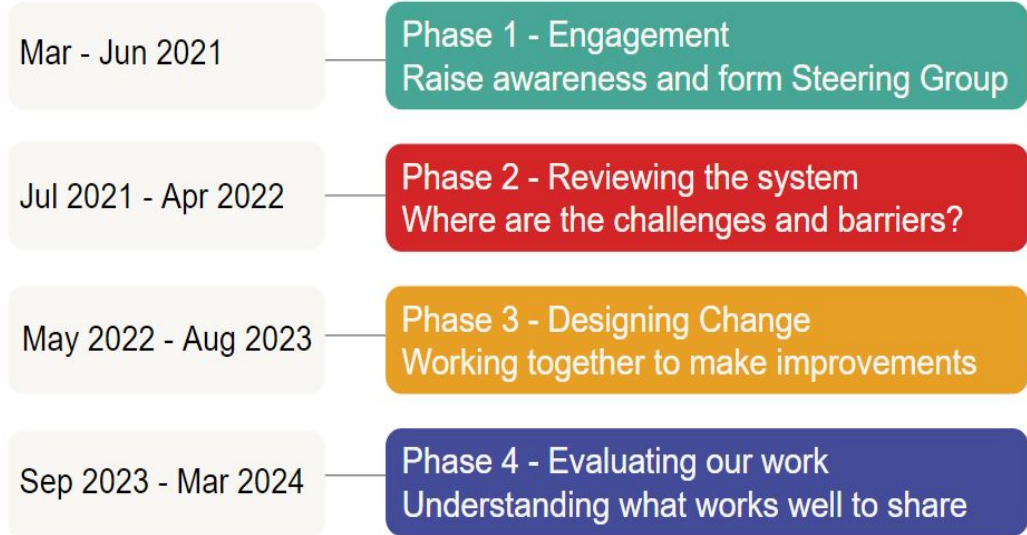 Mar - Jun 2021
Phase 1 - Engagement
Raise awareness and form Steering Group
Jul 2021 - Apr 2022
Phase 2 - Reviewing the system
Where are the challenges and barriers?
May 2022 - Aug 2023
Phase 3 - Designing Change
Working together to make improvements
Sep 2023 - Mar 2024
Phase 4 - Evaluating our work
Understanding what works well to share